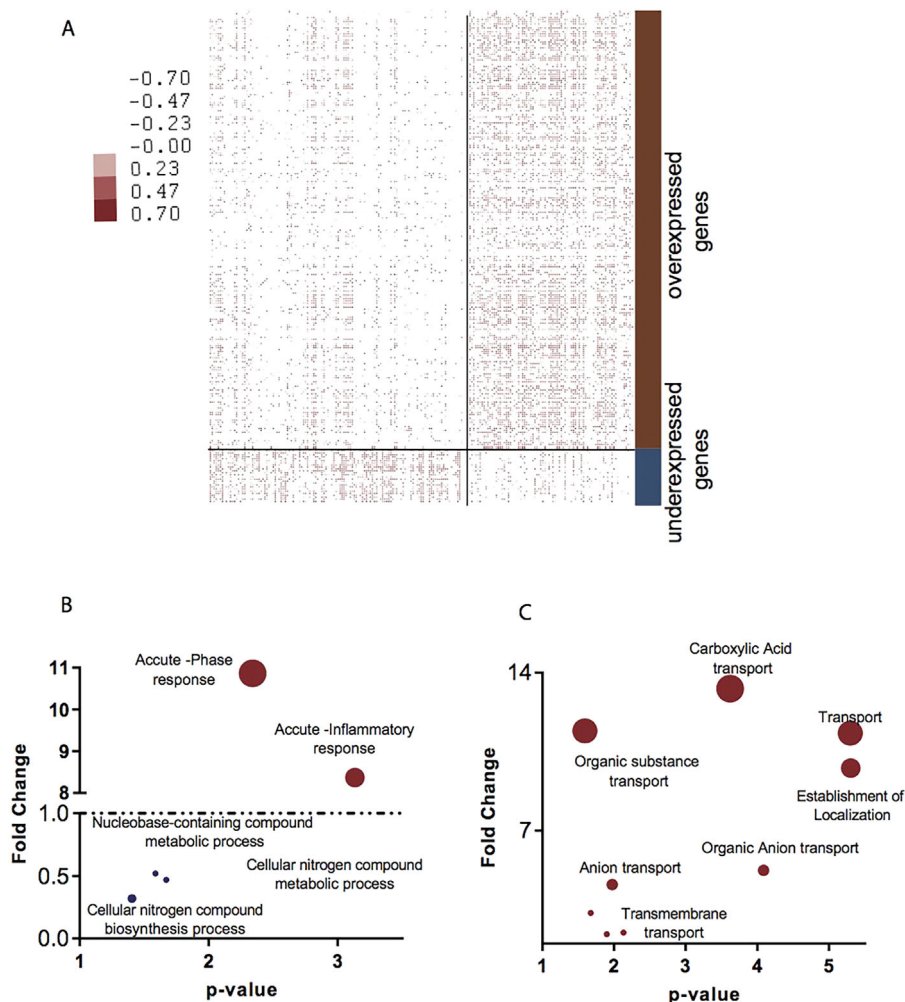 A
-0.70
-0.47
-0.23
-0.00
0.23
0.47
0.70
overexpressed
genes
underexpressed
genes
B
Fold Change
11
10
9
8
1.0
0.5
0.0
Accute -Phase
response
Accute -Inflammatory
response
Nucleobase-containing compound
metabolic process
Cellular nitrogen compound
metabolic process
Cellular nitrogen compound
biosynthesis process
1
2
3
p-value
C
Fold Change
14
7
Carboxylic Acid
transport
Transport
Organic substance
transport
Establishment of
Localization
Organic Anion transport
Anion transport
Transmembrane
transport
1
2
3
4
5
p-value